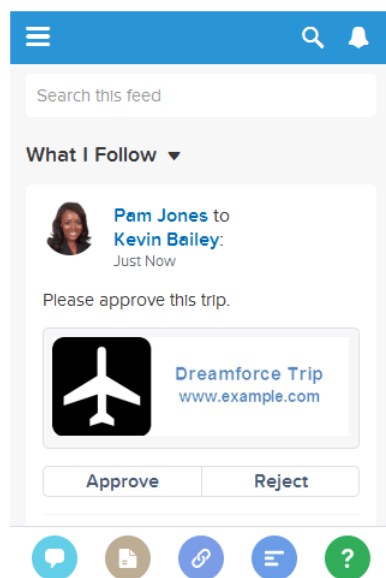 Search this feed
What I Follow
Pam Jones to
Kevin Bailey:
Just Now
Please approve this trip.
Dreamforce Trip
www.example.com
Approve
Reject
?